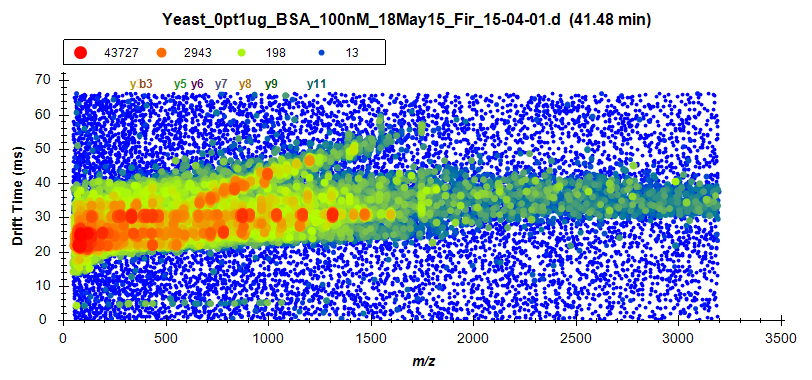 Yeast_0pt1ug_BSA_100nM_18May15_Fir_15-04-01.d (41.48 min)
43727 2943 198 13
y b3 y5 y6 y7 y8 y9 y11
70
60
50
40
30
20
10
0
Drift Time (ms)
0 500 1000 1500 2000 2500 3000 3500
m/z